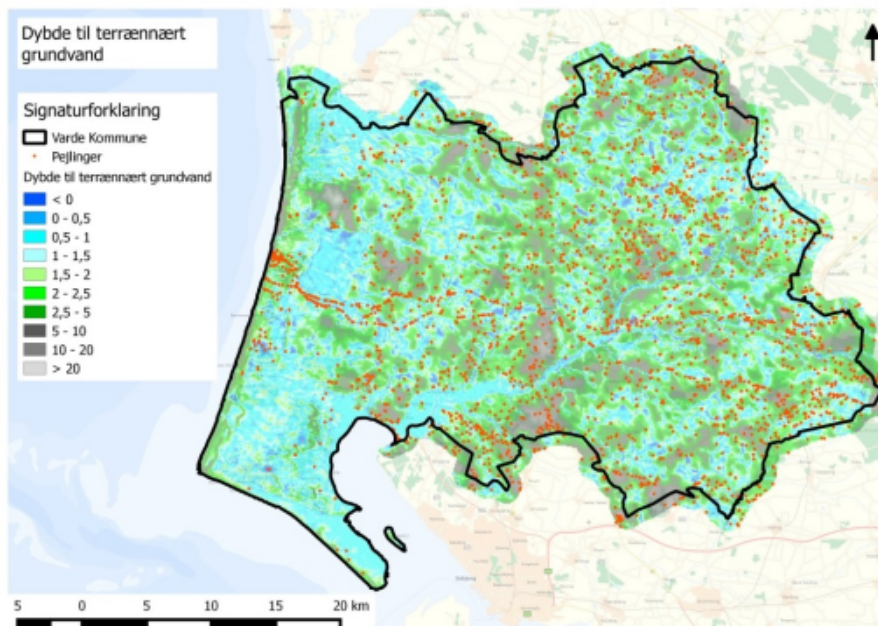 Dybde til terrænnært
grundvand
Signaturforklaring
Varde Kommune
Pejlinger
Dybde til terrænnært grundvand
< 0
0 - 0,5
0,5 - 1
1 - 1,5
1,5 - 2
2 - 2,5
2,5 - 5
5 - 10
10 - 20
> 20
5 0 5 10 15 20 km